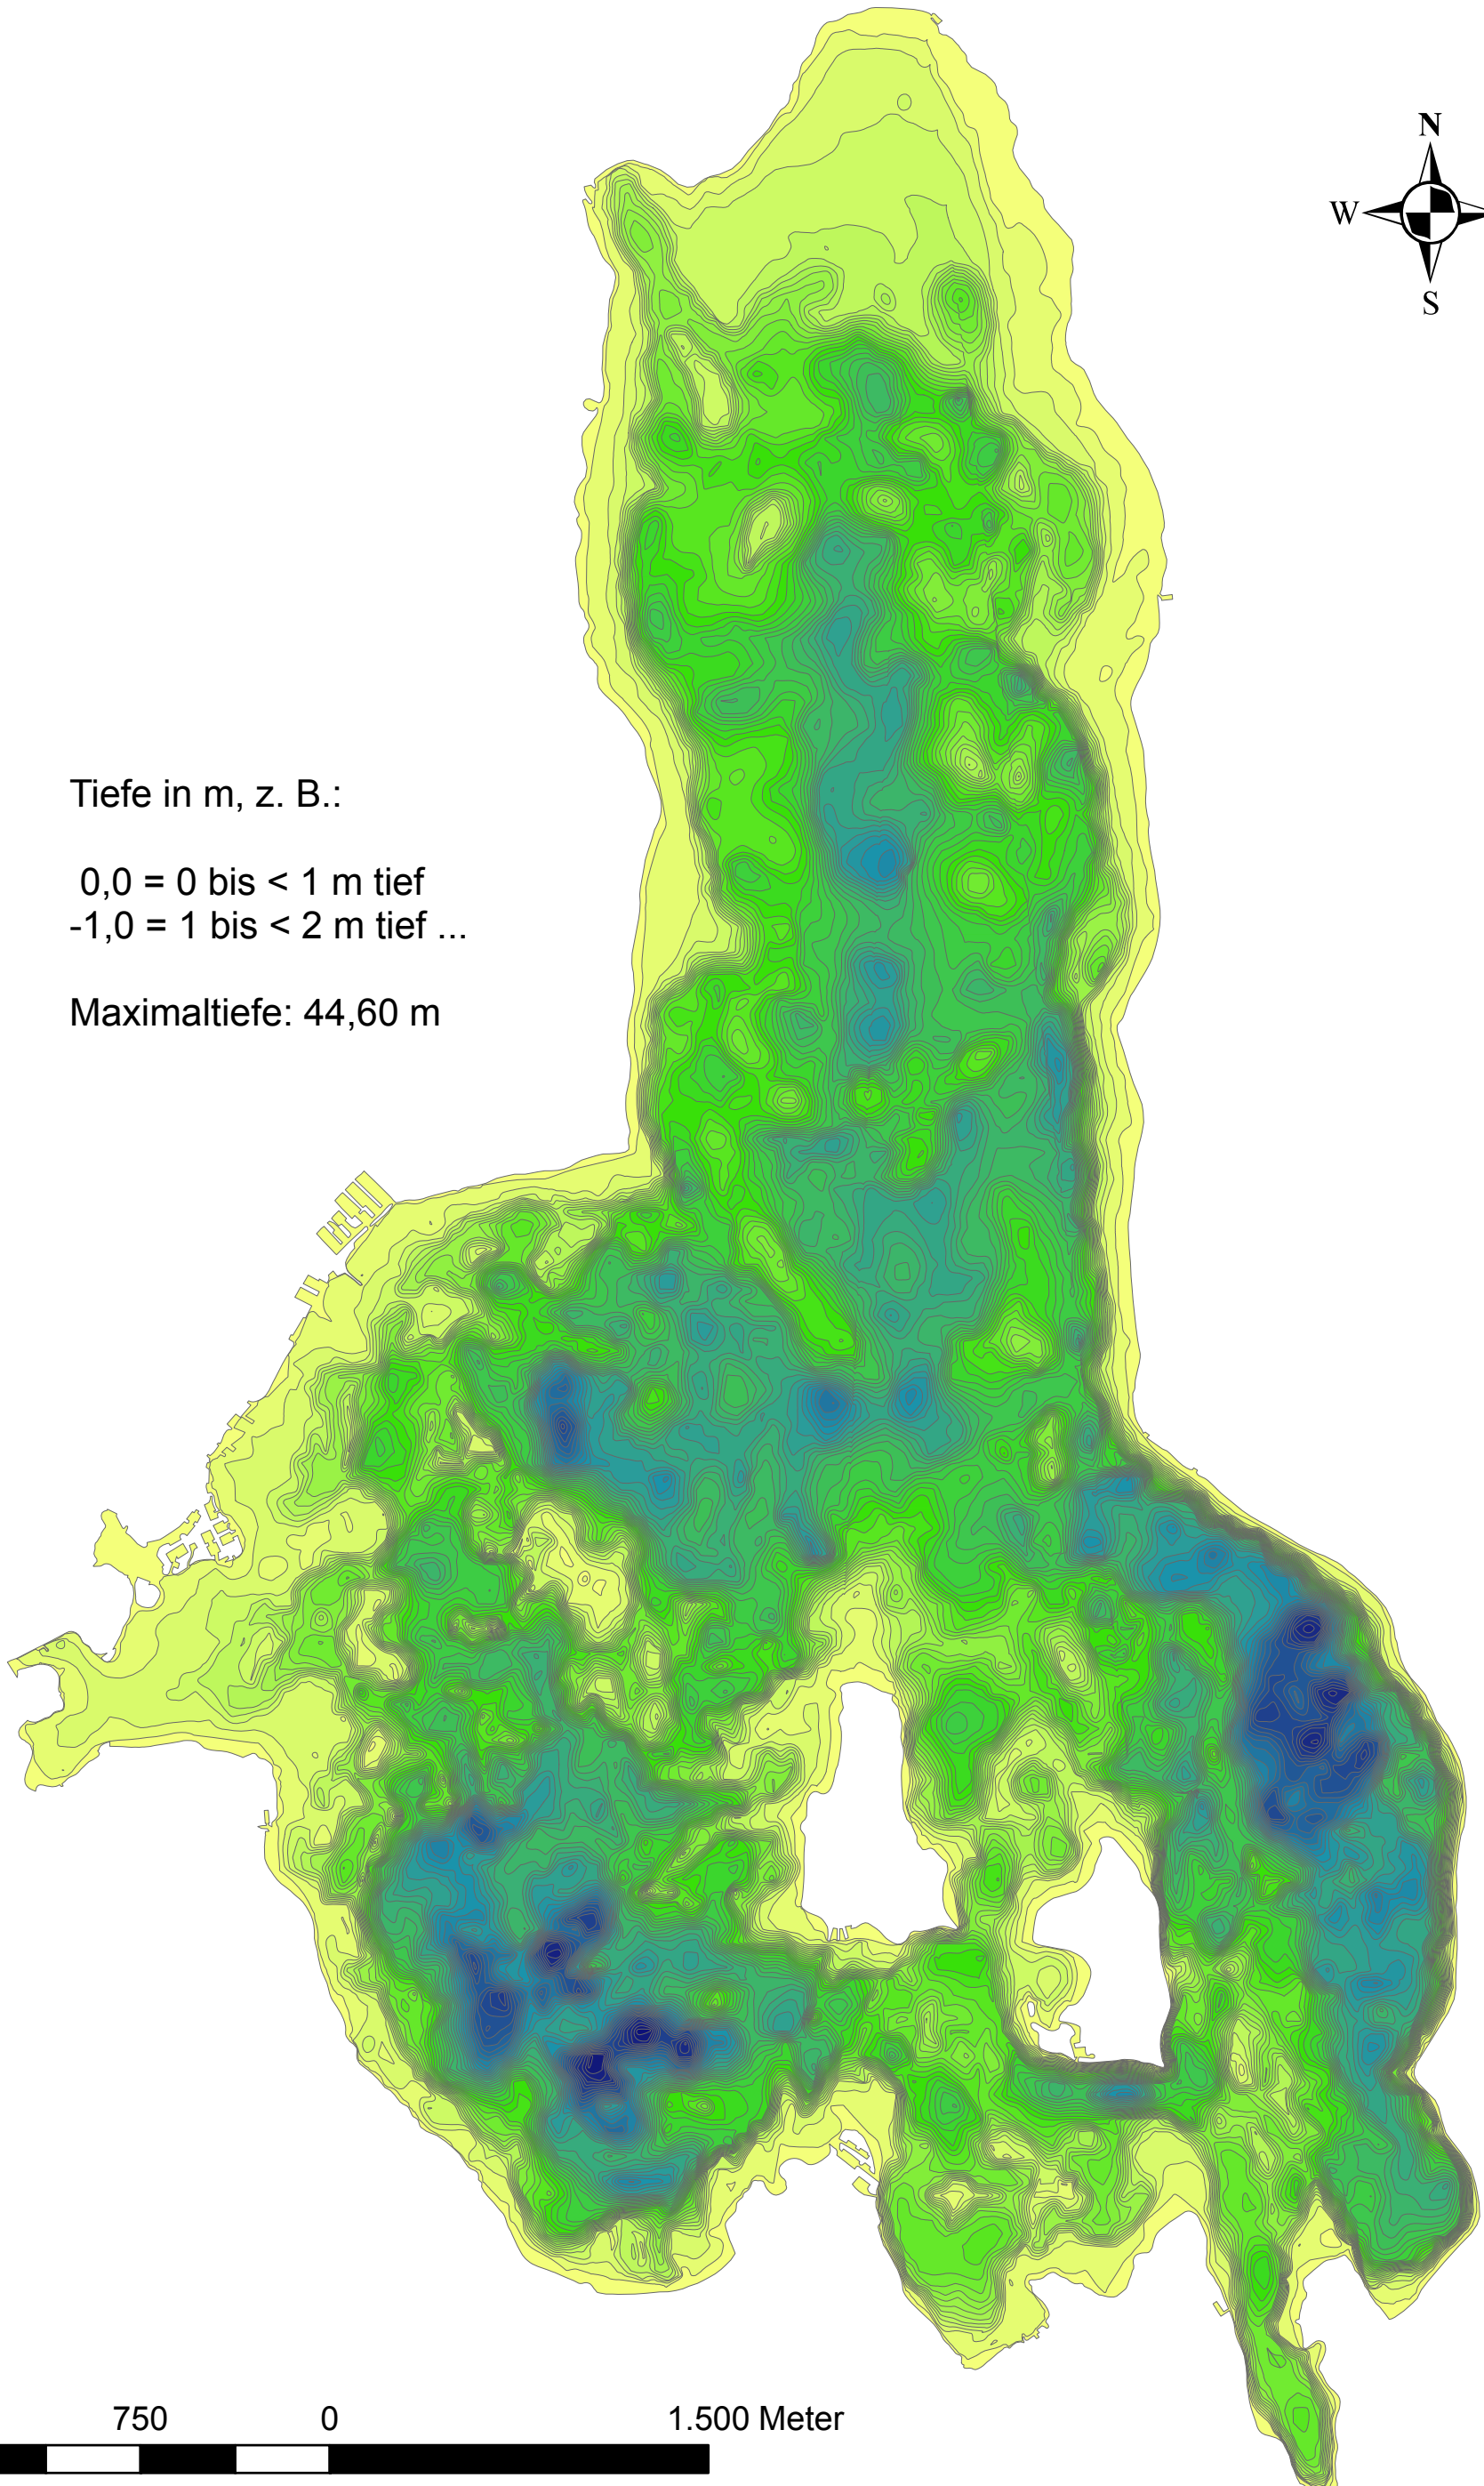 N
W
S
Tiefe in m, z. B.:
0,0 = 0 bis < 1 m tief
-1,0 = 1 bis < 2 m tief ...
Maximaltiefe: 44,60 m
750 0 1.500 Meter